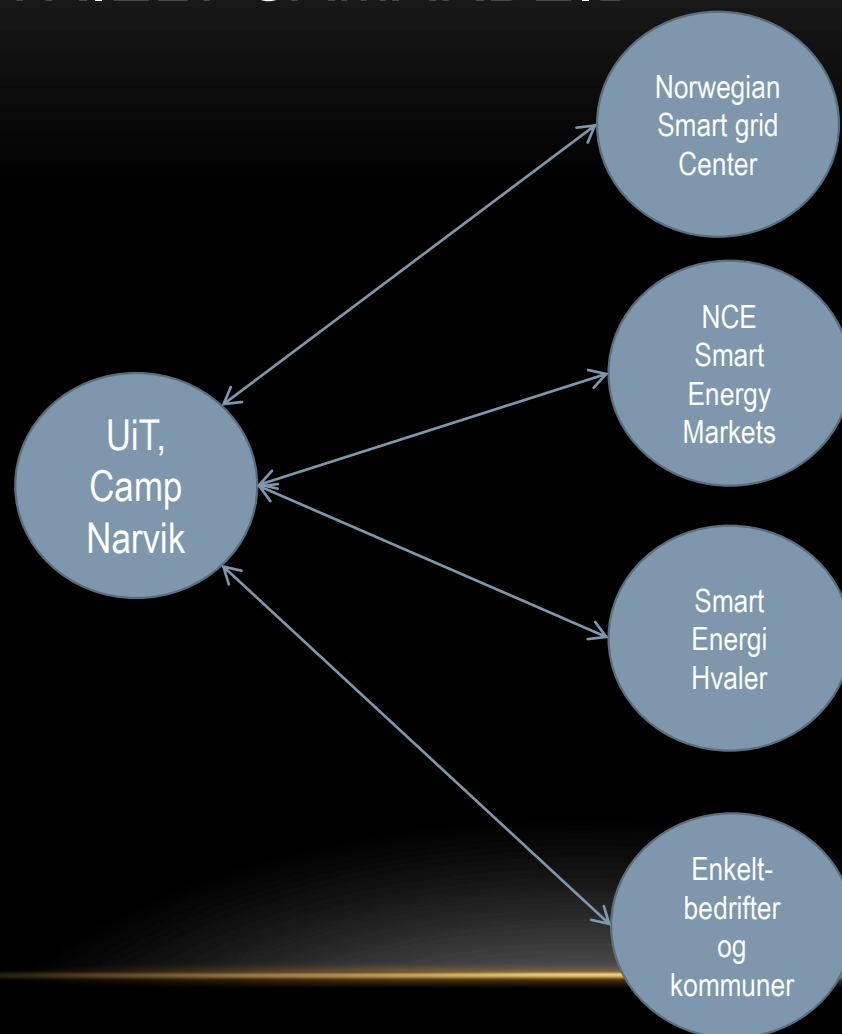 UiT,
Camp
Narvik
Norwegian
Smart grid
Center
NCE
Smart
Energy
Markets
Smart
Energi
Hvaler
Enkelt-
bedrifter
og
kommuner